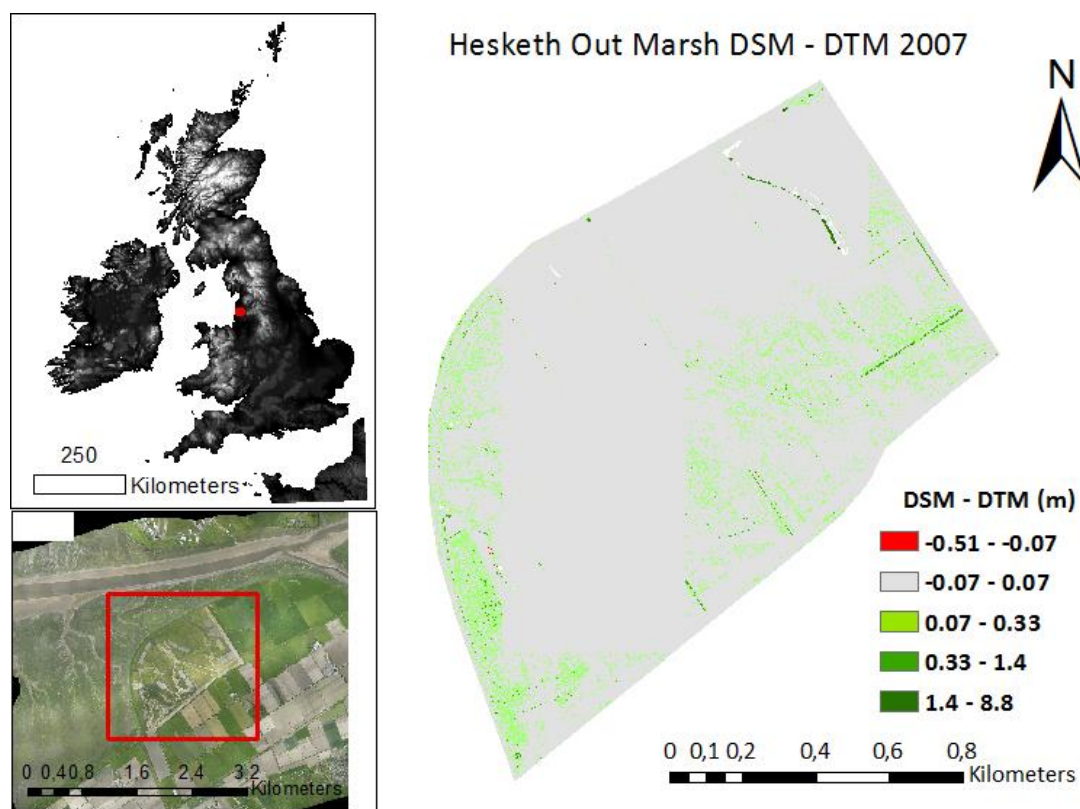 Hesketh Out Marsh DSM - DTM 2007
N
250
Kilometers
DSM - DTM (m)
-0.51 - -0.07
-0.07 - 0.07
0.07 - 0.33
0.33 - 1.4
1.4 - 8.8
0 0,40,8 1.6 2,4 3,2
Kilometers
0 0,1 0,2 0,4 0,6 0,8
Kilometers